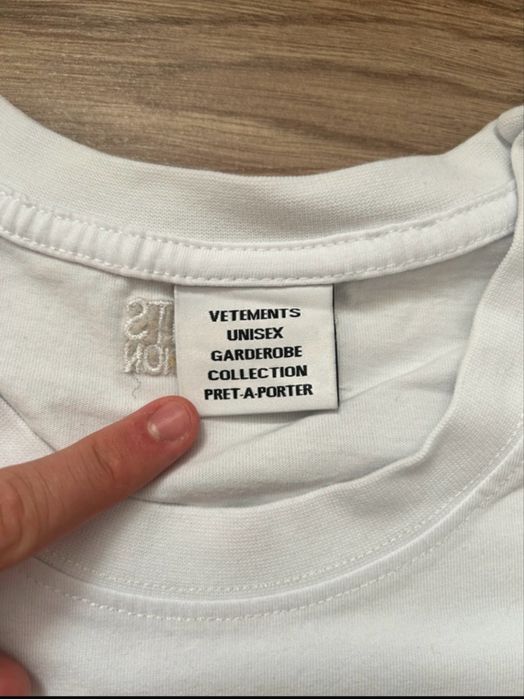 VETEMENTS
UNISEX
GARDEROBE
COLLECTION
PRET-A-PORTER